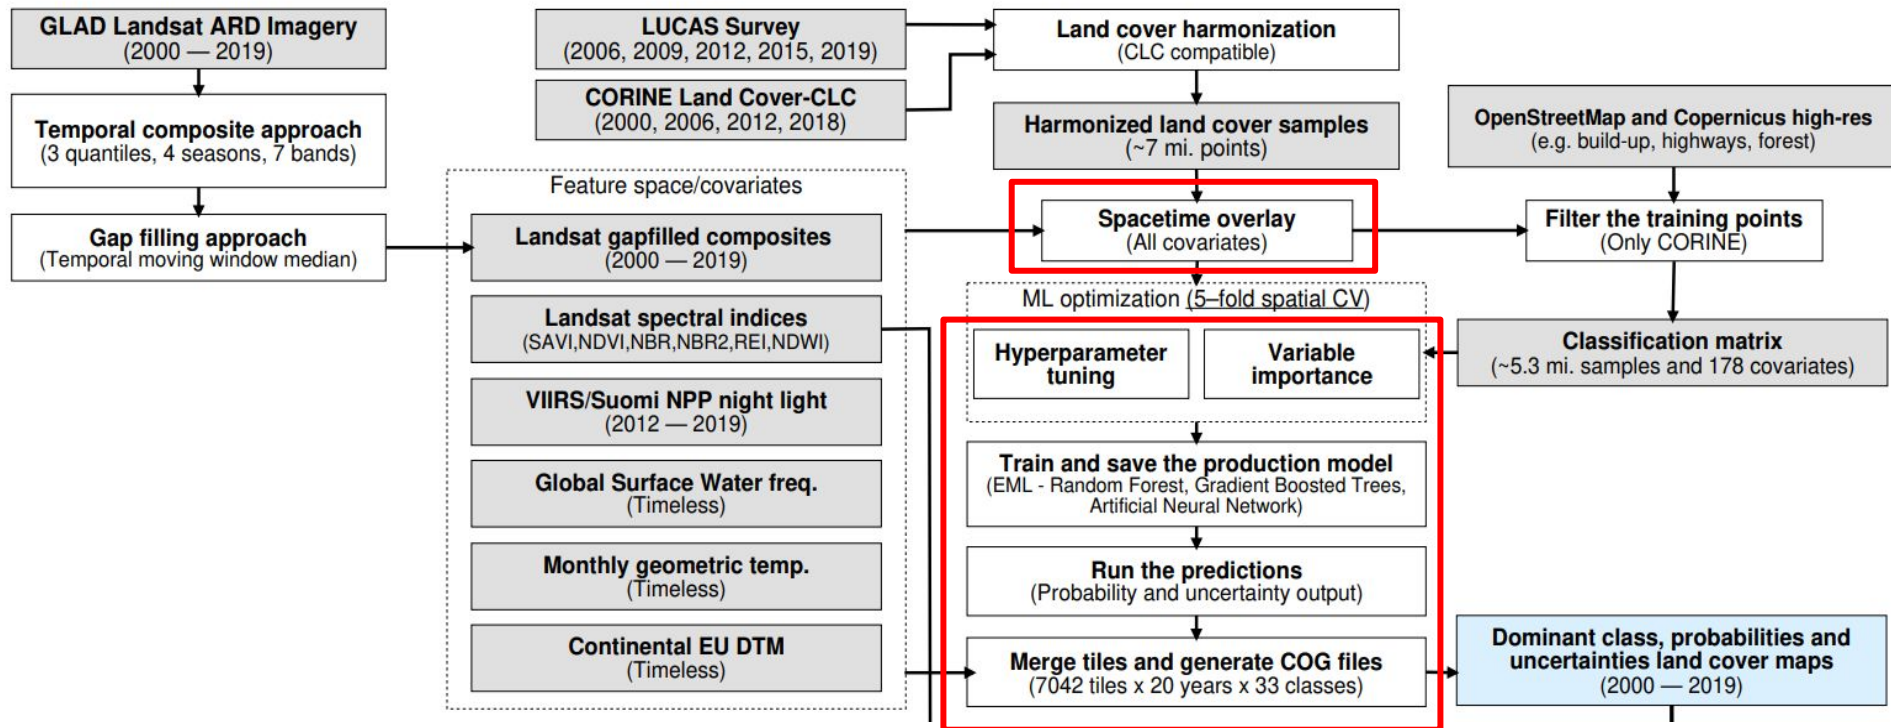 GLAD Landsat ARD Imagery
(2000 — 2019)
Temporal composite approach
(3 quantiles, 4 seasons, 7 bands)
Gap filling approach
(Temporal moving window median)
LUCAS Survey
(2006, 2009, 2012, 2015, 2019)
CORINE Land Cover-CLC
(2000, 2006, 2012, 2018)
Land cover harmonization
(CLC compatible)
Harmonized land cover samples
(~7 mi. points)
OpenStreetMap and Copernicus high-res
(e.g. build-up, highways, forest)
Feature space/covariates
Landsat gapfilled composites
(2000 — 2019)
Landsat spectral indices
(SAVI,NDVI,NBR,NBR2,REI,NDWI)
VIIRS/Suomi NPP night light
(2012 — 2019)
Global Surface Water freq.
(Timeless)
Monthly geometric temp.
(Timeless)
Continental EU DTM
(Timeless)
Spacetime overlay
(All covariates)
Filter the training points
(Only CORINE)
Classification matrix
(~5.3 mi. samples and 178 covariates)
ML optimization (5–fold spatial CV)
Hyperparameter
tuning
Variable
importance
Train and save the production model
(EML - Random Forest, Gradient Boosted Trees,
Artificial Neural Network)
Run the predictions
(Probability and uncertainty output)
Merge tiles and generate COG files
(7042 tiles x 20 years x 33 classes)
Dominant class, probabilities and
uncertainties land cover maps
(2000 — 2019)